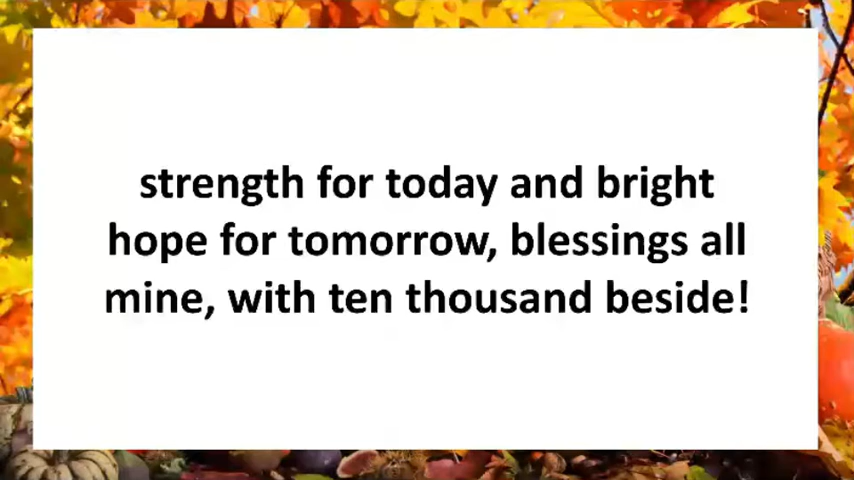 strength for today and bright
hope for tomorrow, blessings all
mine, with ten thousand beside!